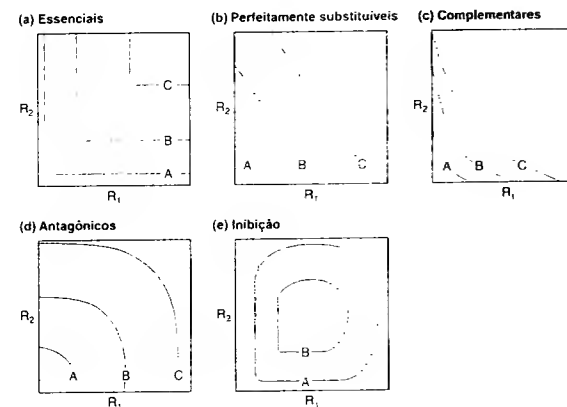 (a) Essenciais
R2
C
B
A
R1
(b) Perfeitamente substituíveis
R2
A B C
R1
(c) Complementares
R2
A B C
R1
(d) Antagônicos
R2
A B C
R1
(e) Inibição
R2
B
A
R1